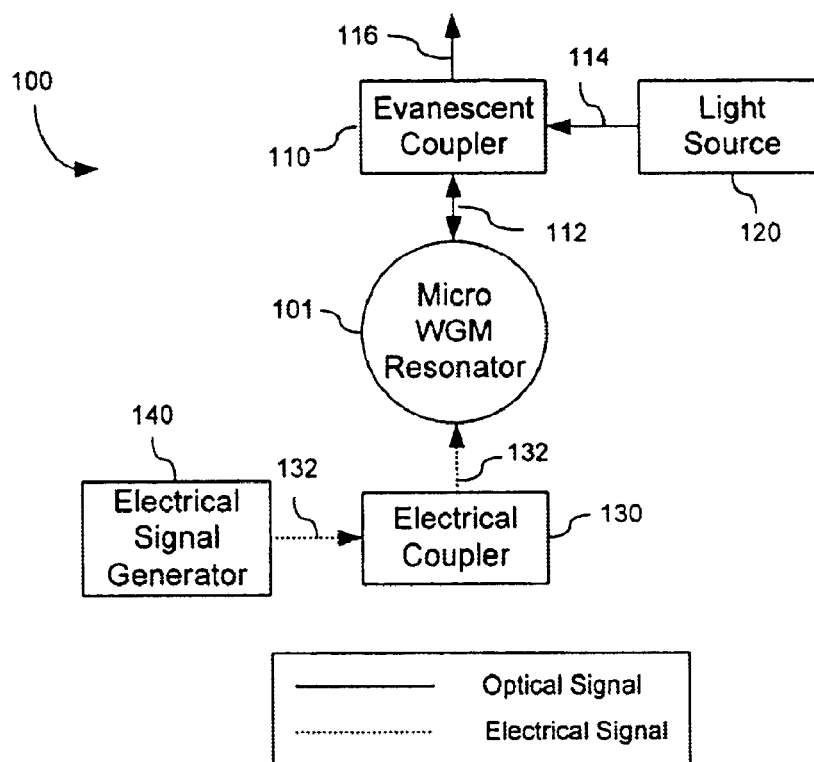 116
100
114
Evanescent
Coupler
Light
Source
110
112
120
101
Micro
WGM
Resonator
140
132
132
Electrical
Signal
Generator
Electrical
Coupler
130
Optical Signal
Electrical Signal